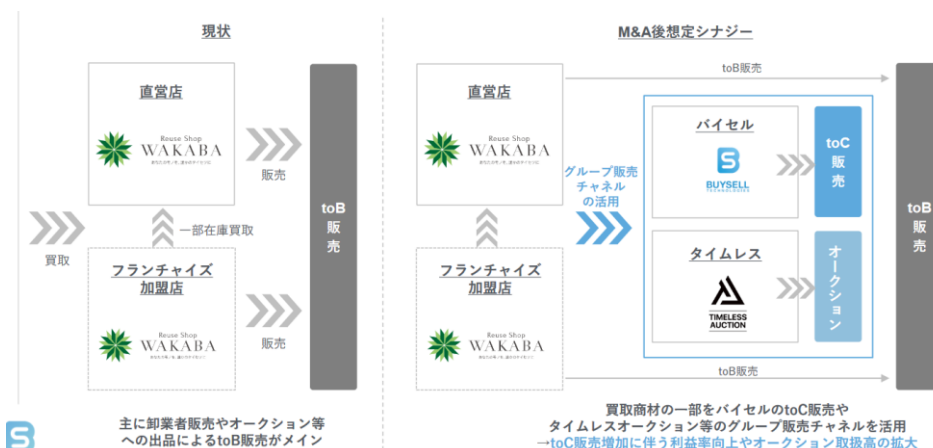 現状
直営店
Reuse Shop
WAKABA
販売
買取
一部在庫買取
フランチャイズ
加盟店
Reuse Shop
WAKABA
販売
toB
販
売
主に卸業者販売やオークション等
への出品によるtoB販売がメイン
M&A後想定シナジー
toB販売
直営店
Reuse Shop
WAKABA
フランチャイズ
加盟店
Reuse Shop
WAKABA
グループ販売
チャネル
の活用
バイセル
BUYSELL
TECHNOLOGIES
toC
販
売
タイムレス
TIMELESS
AUCTION
オークション
toB販売
toB
販
売
買取商材の一部をバイセルのtoC販売や
タイムレスオークション等のグループ販売チャネルを活用
→toC販売増加に伴う利益率向上やオークション取扱高の拡大